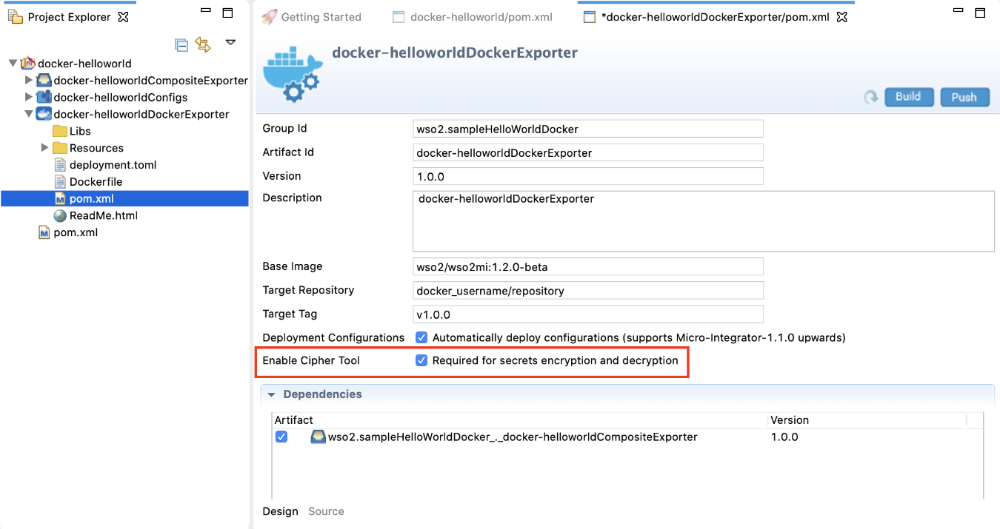 Project Explorer
docker-helloworld
docker-helloworldCompositeExporter
docker-helloworldConfigs
docker-helloworldDockerExporter
Libs
Resources
deployment.toml
Dockerfile
pom.xml
ReadMe.html
pom.xml
Getting Started docker-helloworld/pom.xml *docker-helloworldDockerExporter/pom.xml
docker-helloworldDockerExporter
Build Push
Group Id wso2.sampleHelloWorldDocker
Artifact Id docker-helloworldDockerExporter
Version 1.0.0
Description docker-helloworldDockerExporter
Base Image wso2/wso2mi:1.2.0-beta
Target Repository docker_username/repository
Target Tag v1.0.0
Deployment Configurations Automatically deploy configurations (supports Micro-Integrator-1.1.0 upwards)
Enable Cipher Tool Required for secrets encryption and decryption
Dependencies
Artifact Version
wso2.sampleHelloWorldDocker_._docker-helloworldCompositeExporter 1.0.0
Design Source